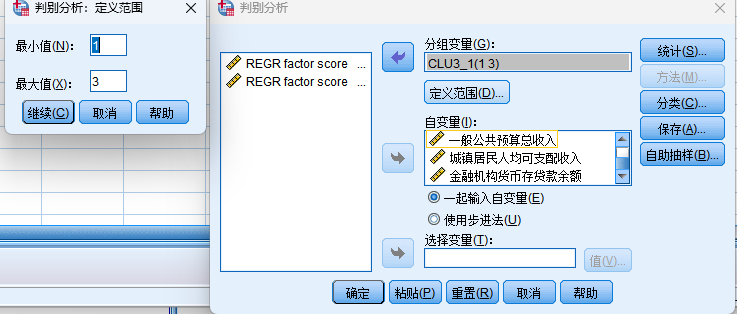 判别分析：定义范围
最小值(N)： 1
最大值(X)： 3
继续(C) 取消 帮助
判别分析
REGR factor score ...
REGR factor score ...
分组变量(G)：
CLU3_1(1 3)
定义范围(D)...
自变量(I)：
一般公共预算总收入
城镇居民人均可支配收入
金融机构货币存贷款余额
一起输入自变量(E)
使用步进法(U)
选择变量(T)：
值(V)...
统计(S)...
方法(M)...
分类(C)...
保存(A)...
自助抽样(B)...
确定 粘贴(P) 重置(R) 取消 帮助